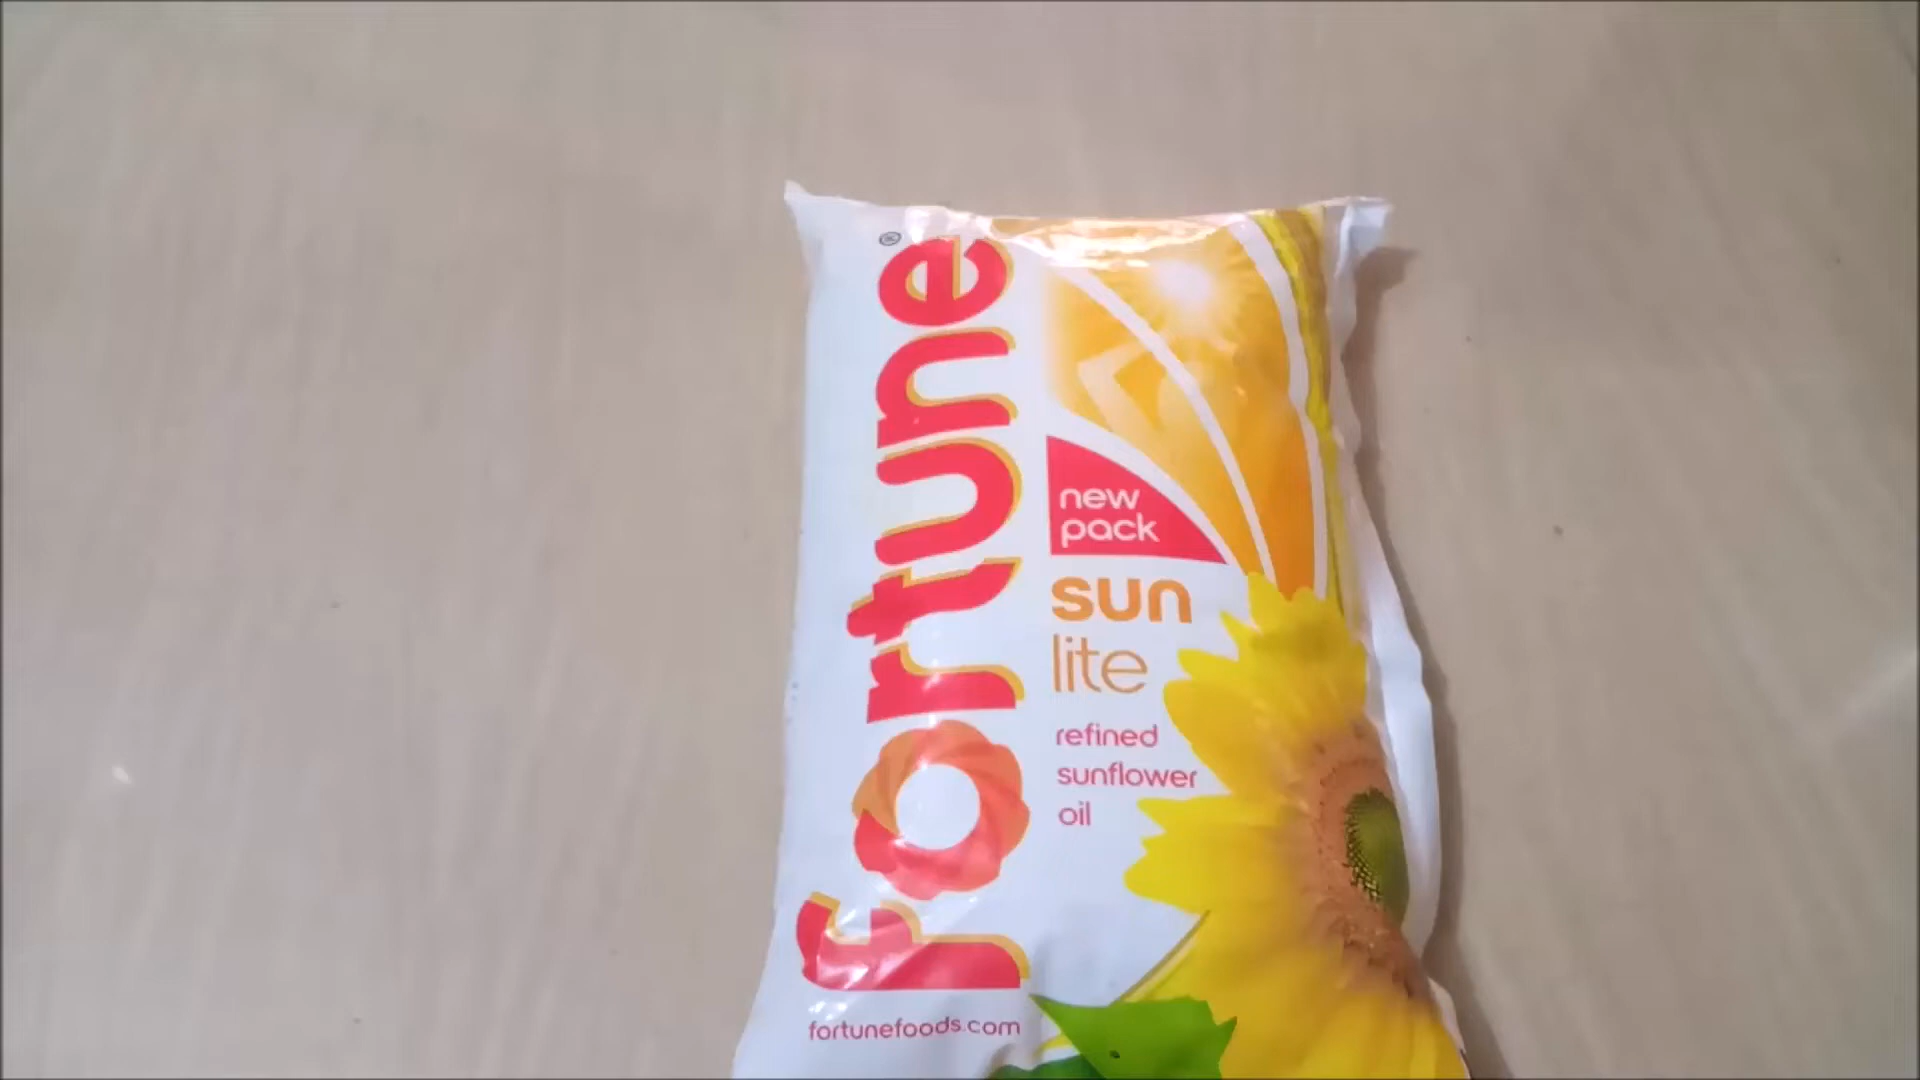 fortune®
new
pack
sun
lite
refined
sunflower
oil
fortunefoods.com